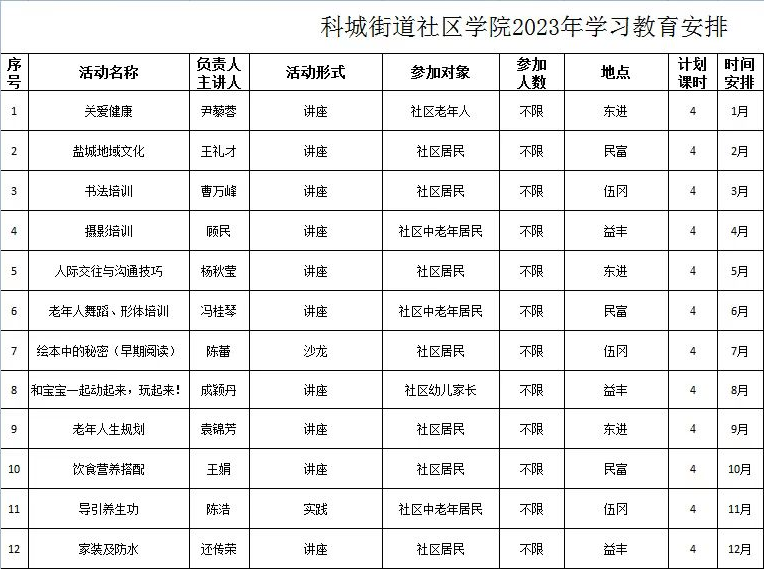 科城街道社区学院2023年学习教育安排
序号 活动名称 负责人主讲人 活动形式 参加对象 参加人数 地点 计划课时 时间安排
1 关爱健康 尹藜蓉 讲座 社区老年人 不限 东进 4 1月
2 盐城地域文化 王礼才 讲座 社区居民 不限 民富 4 2月
3 书法培训 曹万峰 讲座 社区居民 不限 伍冈 4 3月
4 摄影培训 顾民 讲座 社区中老年居民 不限 益丰 4 4月
5 人际交往与沟通技巧 杨秋莹 讲座 社区居民 不限 东进 4 5月
6 老年人舞蹈、形体培训 冯桂琴 讲座 社区中老年居民 不限 民富 4 6月
7 绘本中的秘密（早期阅读） 陈蕾 沙龙 社区居民 不限 伍冈 4 7月
8 和宝宝一起动起来，玩起来！ 成颖丹 讲座 社区幼儿家长 不限 益丰 4 8月
9 老年人生规划 袁锦芳 讲座 社区居民 不限 东进 4 9月
10 饮食营养搭配 王娟 讲座 社区居民 不限 民富 4 10月
11 导引养生功 陈浩 实践 社区中老年居民 不限 伍冈 4 11月
12 家装及防水 还传荣 讲座 社区居民 不限 益丰 4 12月